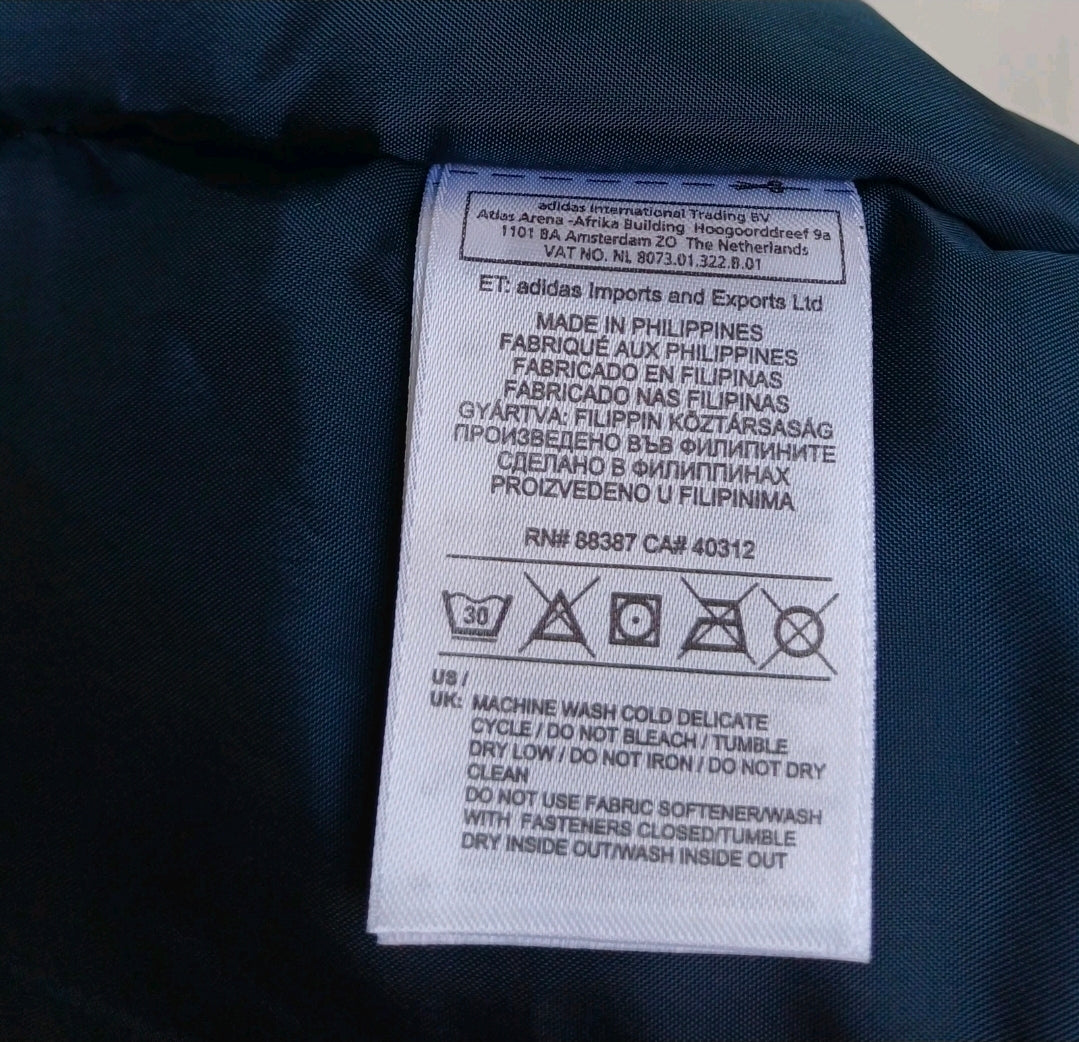 adidas International Trading BV
Atlas Arena -Afrika Building Hoogoorddreef 9a
1101 BA Amsterdam ZO The Netherlands
VAT NO. NL 8073.01.322.B.01
ET: adidas Imports and Exports Ltd
MADE IN PHILIPPINES
FABRIQUÉ AUX PHILIPPINES
FABRICADO EN FILIPINAS
FABRICADO NAS FILIPINAS
GYÁRTVA: FILIPPIN KÖZTÁRSASÁG
ПРОИЗВЕДЕНО ВЪВ ФИЛИПИНИТЕ
СДЕЛАНО В ФИЛИППИНАХ
PROIZVEDENO U FILIPINIMA
RN# 88387 CA# 40312
30
US /
UK: MACHINE WASH COLD DELICATE
CYCLE / DO NOT BLEACH / TUMBLE
DRY LOW / DO NOT IRON / DO NOT DRY
CLEAN
DO NOT USE FABRIC SOFTENER/WASH
WITH FASTENERS CLOSED/TUMBLE
DRY INSIDE OUT/WASH INSIDE OUT